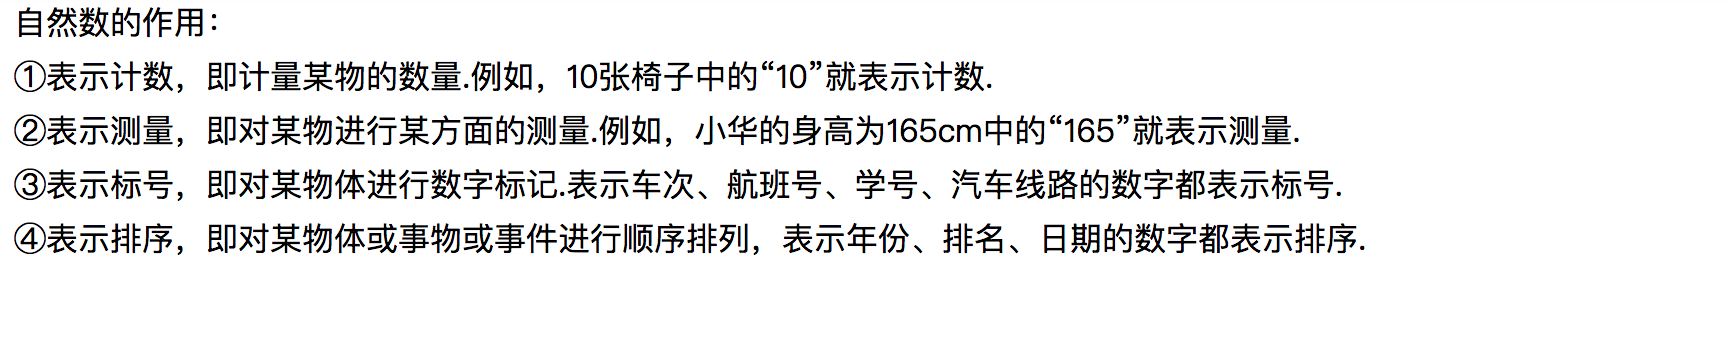 自然数的作用：
①表示计数，即计量某物的数量.例如，10张椅子中的“10”就表示计数.
②表示测量，即对某物进行某方面的测量.例如，小华的身高为165cm中的“165”就表示测量.
③表示标号，即对某物体进行数字标记.表示车次、航班号、学号、汽车线路的数字都表示标号.
④表示排序，即对某物体或事物或事件进行顺序排列，表示年份、排名、日期的数字都表示排序.